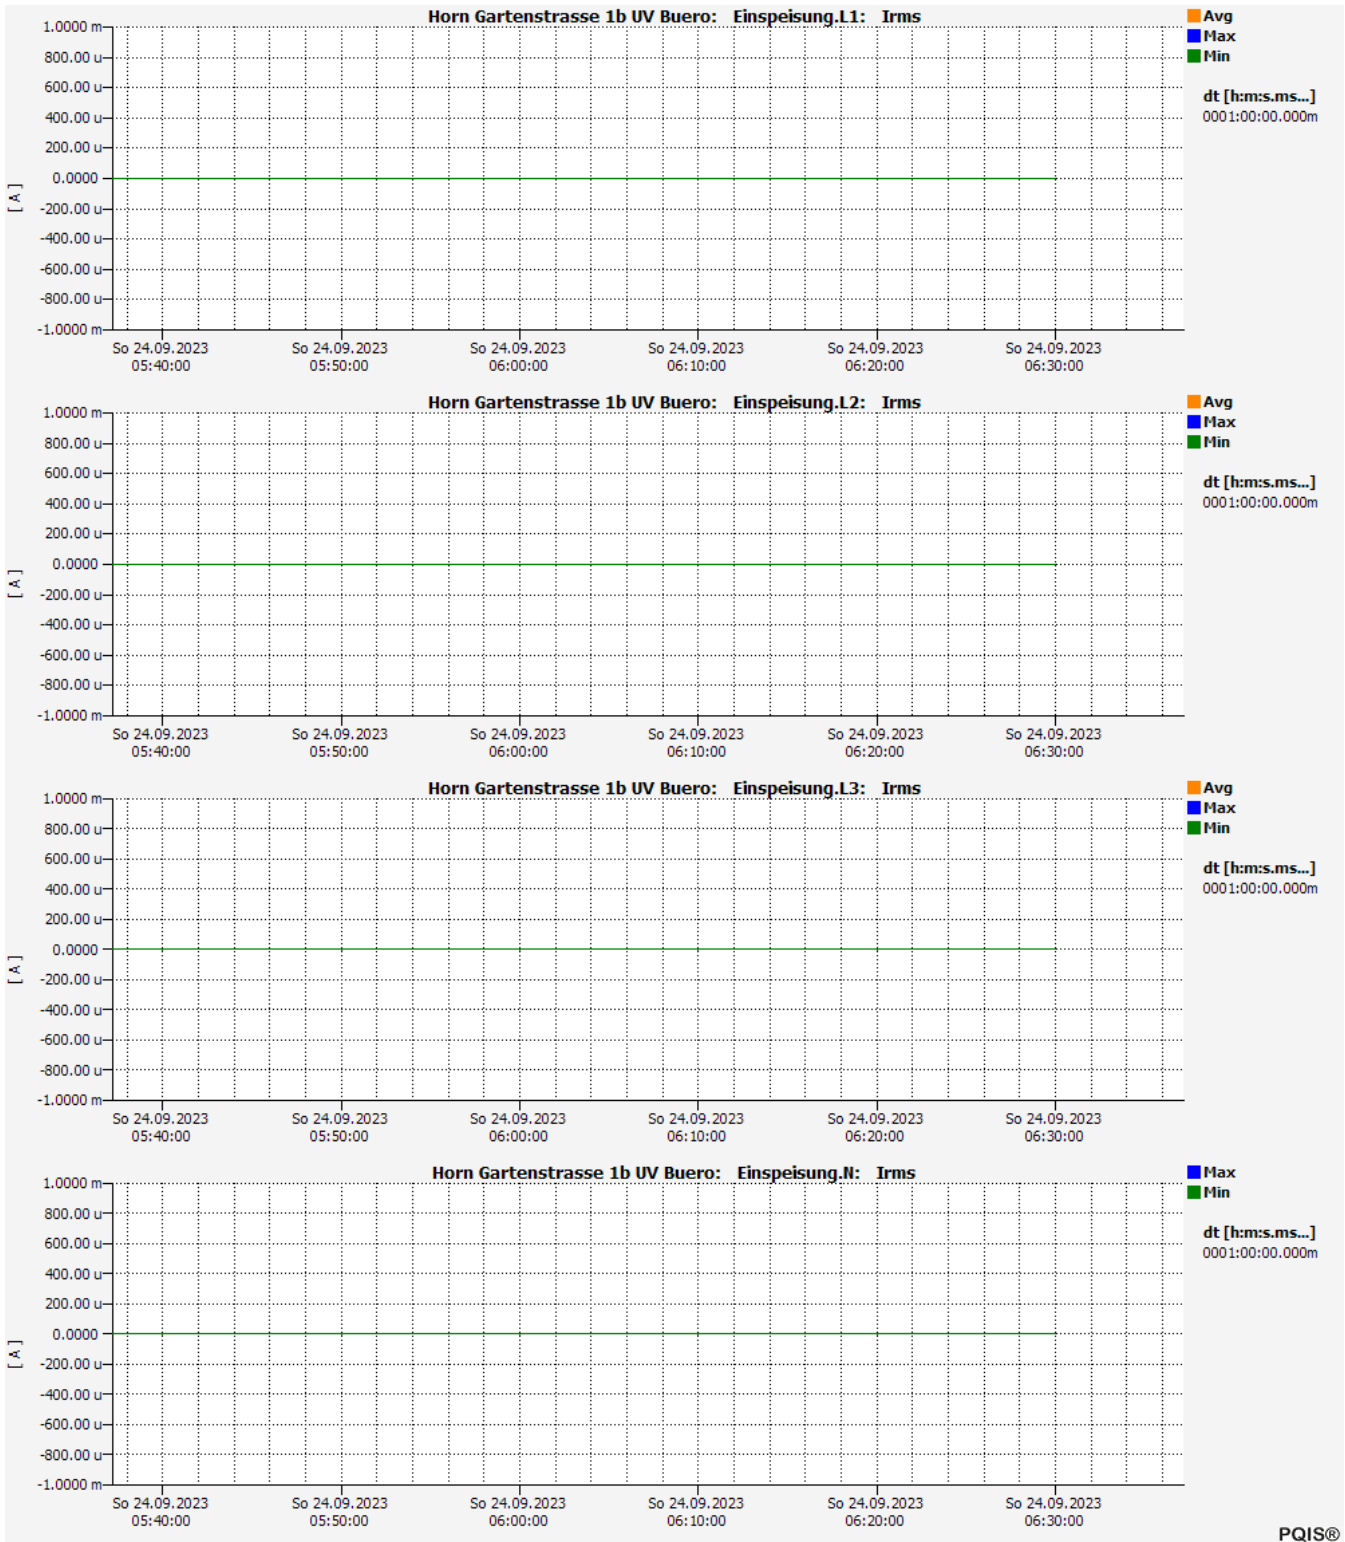 Horn Gartenstrasse 1b UV Buero: Einspeisung.L1: Irms
1.0000 m
800.00 u
600.00 u
400.00 u
200.00 u
0.0000
-200.00 u
-400.00 u
-600.00 u
-800.00 u
-1.0000 m
[ A ]
So 24.09.2023 So 24.09.2023 So 24.09.2023 So 24.09.2023 So 24.09.2023 So 24.09.2023
05:40:00 05:50:00 06:00:00 06:10:00 06:20:00 06:30:00
Avg
Max
Min
dt [h:m:s.ms...]
0001:00:00.000m
Horn Gartenstrasse 1b UV Buero: Einspeisung.L2: Irms
1.0000 m
800.00 u
600.00 u
400.00 u
200.00 u
0.0000
-200.00 u
-400.00 u
-600.00 u
-800.00 u
-1.0000 m
[ A ]
So 24.09.2023 So 24.09.2023 So 24.09.2023 So 24.09.2023 So 24.09.2023 So 24.09.2023
05:40:00 05:50:00 06:00:00 06:10:00 06:20:00 06:30:00
Avg
Max
Min
dt [h:m:s.ms...]
0001:00:00.000m
Horn Gartenstrasse 1b UV Buero: Einspeisung.L3: Irms
1.0000 m
800.00 u
600.00 u
400.00 u
200.00 u
0.0000
-200.00 u
-400.00 u
-600.00 u
-800.00 u
-1.0000 m
[ A ]
So 24.09.2023 So 24.09.2023 So 24.09.2023 So 24.09.2023 So 24.09.2023 So 24.09.2023
05:40:00 05:50:00 06:00:00 06:10:00 06:20:00 06:30:00
Avg
Max
Min
dt [h:m:s.ms...]
0001:00:00.000m
Horn Gartenstrasse 1b UV Buero: Einspeisung.N: Irms
1.0000 m
800.00 u
600.00 u
400.00 u
200.00 u
0.0000
-200.00 u
-400.00 u
-600.00 u
-800.00 u
-1.0000 m
[ A ]
So 24.09.2023 So 24.09.2023 So 24.09.2023 So 24.09.2023 So 24.09.2023 So 24.09.2023
05:40:00 05:50:00 06:00:00 06:10:00 06:20:00 06:30:00
Max
Min
dt [h:m:s.ms...]
0001:00:00.000m
PQIS®